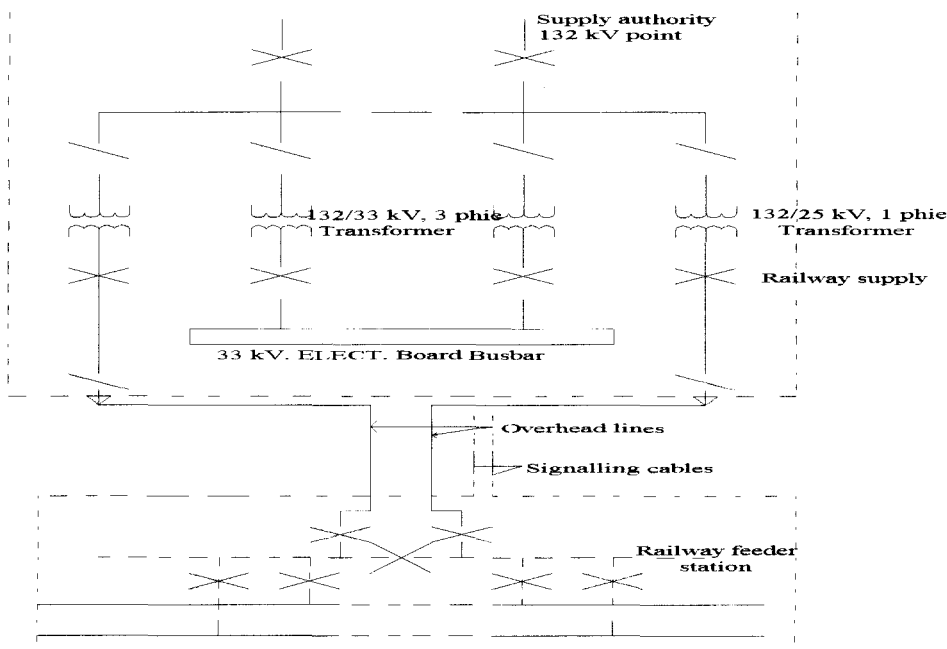 Supply authority
132 kV point
132/33 kV, 3 phie
Transformer
132/25 kV, 1 phie
Transformer
Railway supply
33 kV. ELECT. Board Busbar
Overhead lines
Signalling cables
Railway feeder
station